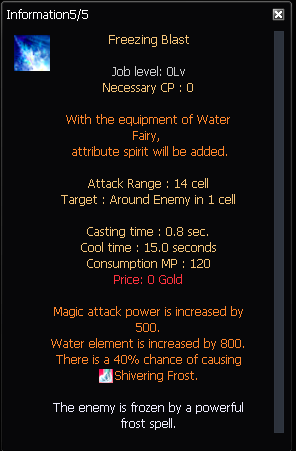 Information5/5
Freezing Blast
Job level: 0Lv
Necessary CP : 0
With the equipment of Water
Fairy,
attribute spirit will be added.
Attack Range : 14 cell
Target : Around Enemy in 1 cell
Casting time : 0.8 sec.
Cool time : 15.0 seconds
Consumption MP : 120
Price: 0 Gold
Magic attack power is increased by
500.
Water element is increased by 800.
There is a 40% chance of causing
Shivering Frost.
The enemy is frozen by a powerful
frost spell.